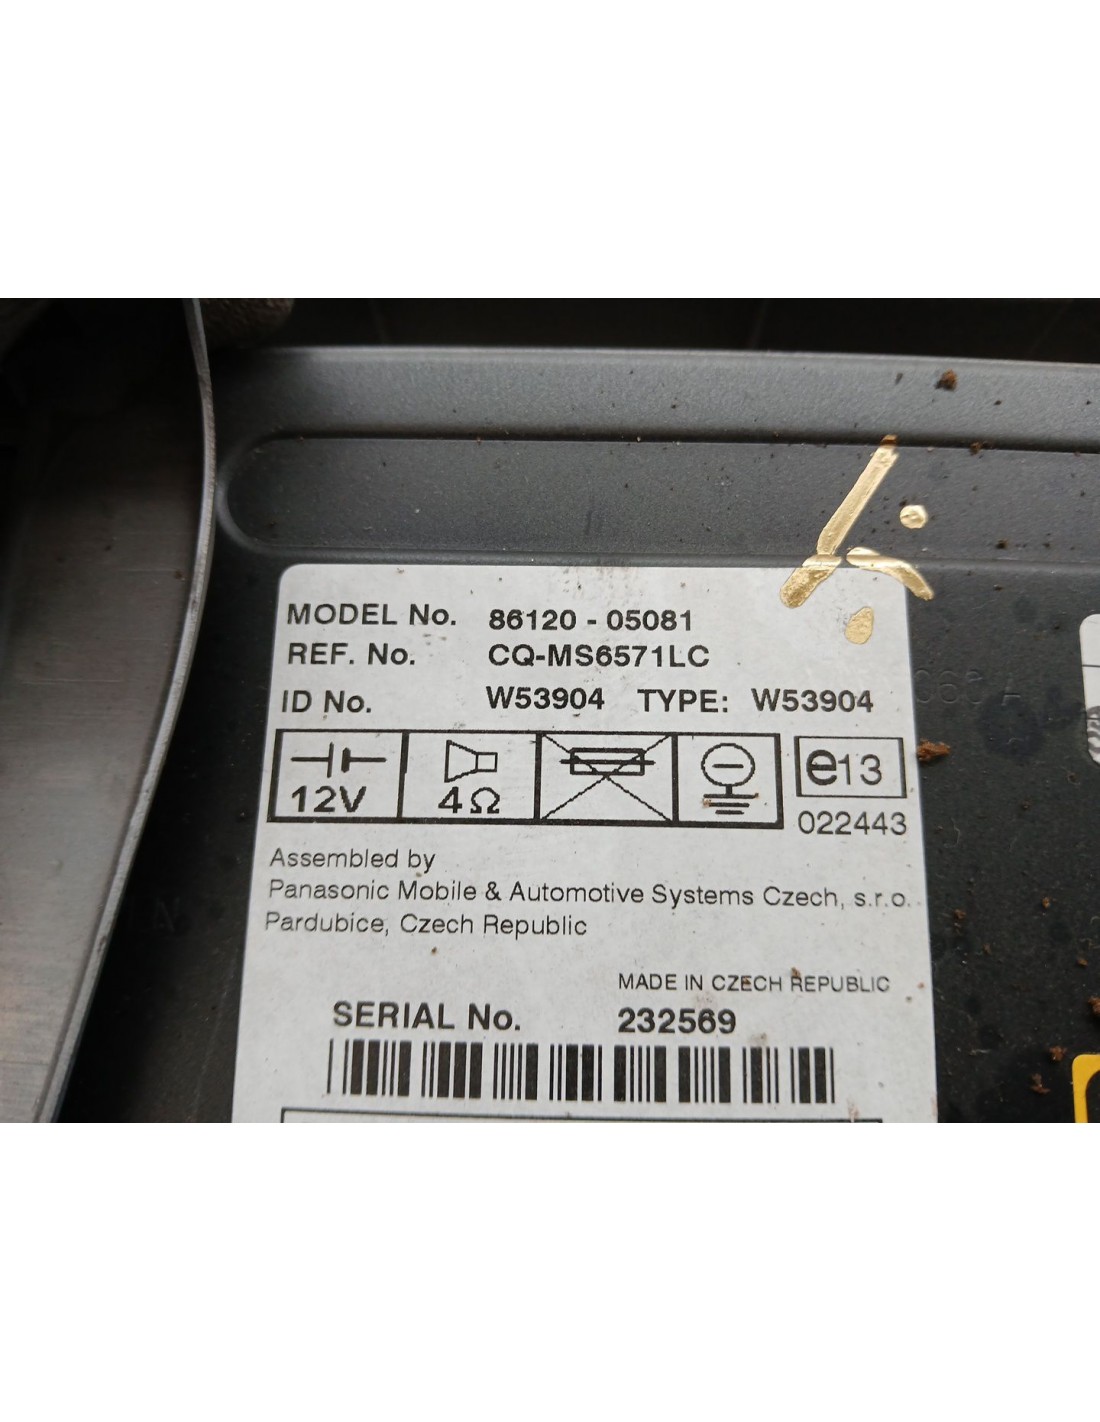 MODEL No. 86120 - 05081
REF. No. CQ-MS6571LC
ID No. W53904 TYPE: W53904
12V 4Ω e13
022443
Assembled by
Panasonic Mobile & Automotive Systems Czech, s.r.o.
Pardubice, Czech Republic
MADE IN CZECH REPUBLIC
SERIAL No. 232569